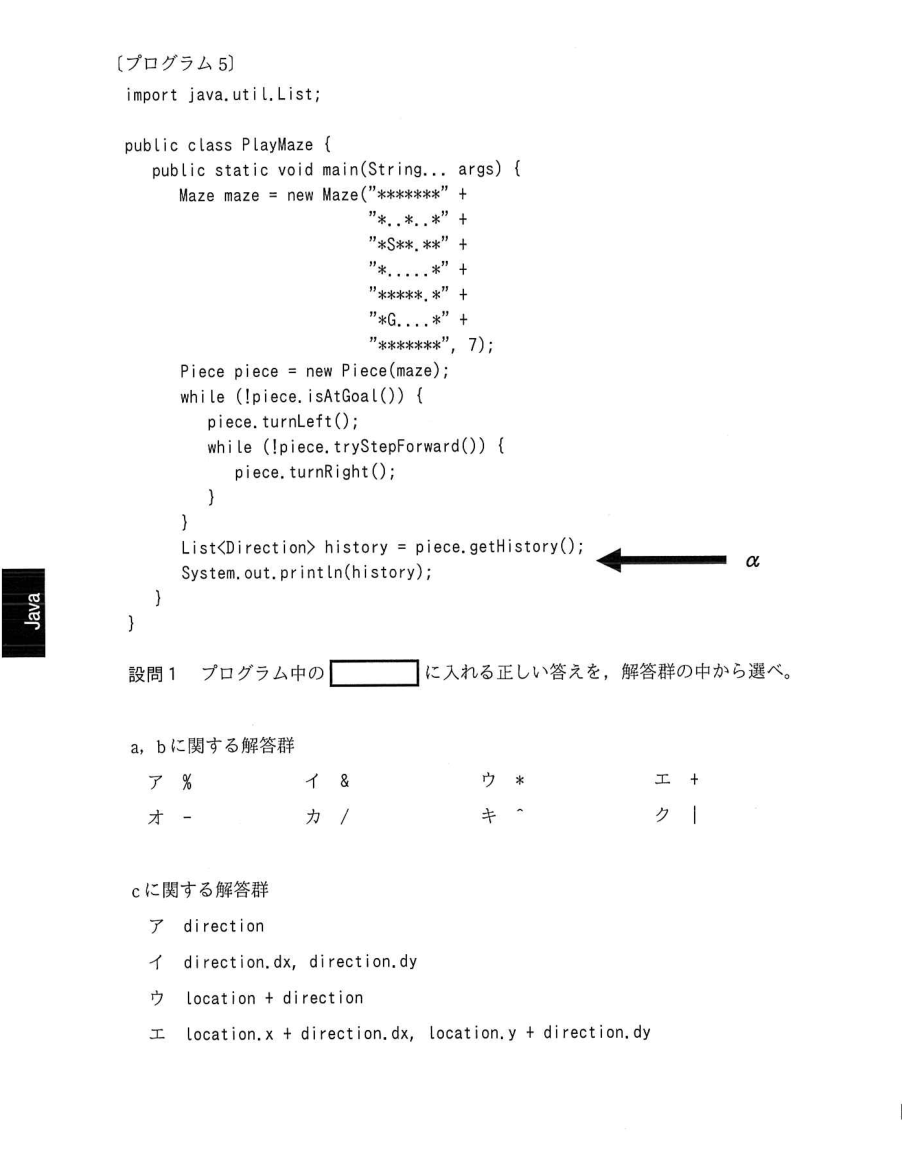 〔プログラム 5〕
import java.util.List;

public class PlayMaze {
   public static void main(String... args) {
      Maze maze = new Maze("*******" +
                           "*..*..*" +
                           "*S**.**" +
                           "*.....*" +
                           "*****.*" +
                           "*G....*" +
                           "*******", 7);
      Piece piece = new Piece(maze);
      while (!piece.isAtGoal()) {
         piece.turnLeft();
         while (!piece.tryStepForward()) {
            piece.turnRight();
         }
      }
      List<Direction> history = piece.getHistory();
α
      System.out.println(history);
   }
}
Java
設問1 プログラム中の に入れる正しい答えを，解答群の中から選べ。

a，bに関する解答群
ア % イ & ウ * エ +
オ - カ / キ ^ ク |

cに関する解答群
ア direction
イ direction.dx, direction.dy
ウ location + direction
エ location.x + direction.dx, location.y + direction.dy